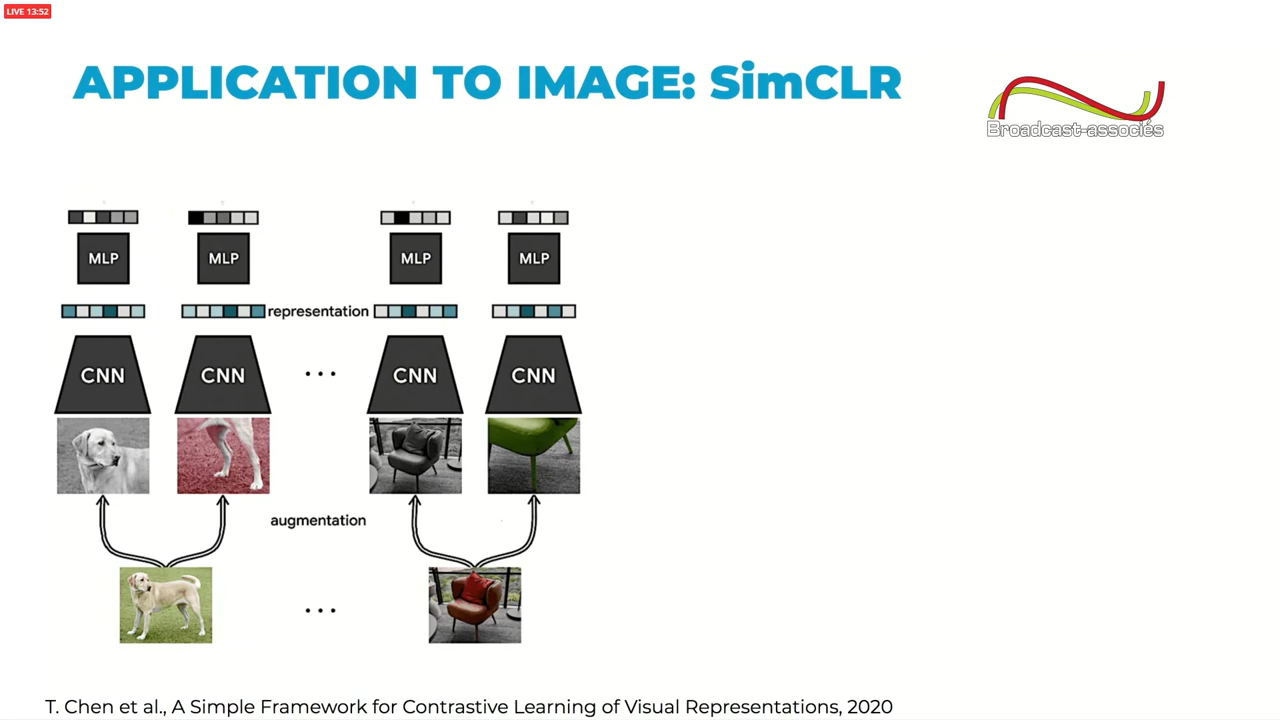 LIVE 13:52
APPLICATION TO IMAGE: SimCLR
Broadcast-associés
MLP MLP MLP MLP
representation
CNN CNN ... CNN CNN
augmentation
...
T. Chen et al., A Simple Framework for Contrastive Learning of Visual Representations, 2020